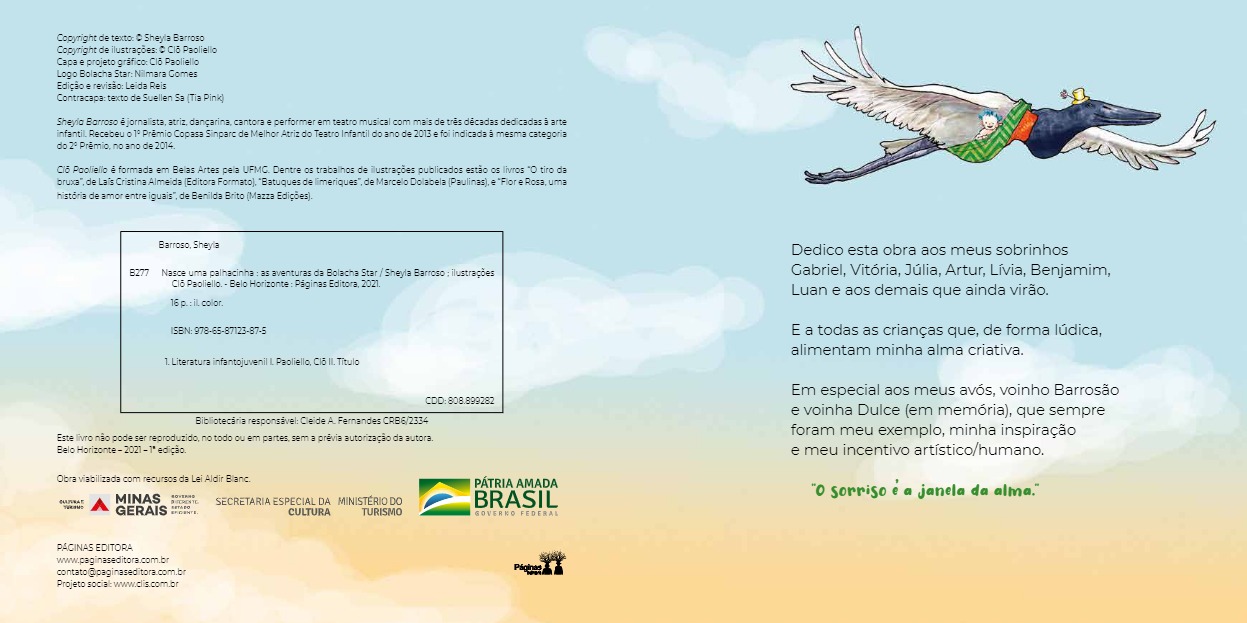 Copyright de texto: © Sheyla Barroso
Copyright de ilustrações: © Clô Paoliello
Capa e projeto gráfico: Clô Paoliello
Logo Bolacha Star: Nilmara Gomes
Edição e revisão: Leida Reis
Contracapa: texto de Suellen Sa (Tia Pink)
Sheyla Barroso é jornalista, atriz, dançarina, cantora e performer em teatro musical com mais de três décadas dedicadas à arte
infantil. Recebeu o 1º Prêmio Copasa Sinparc de Melhor Atriz do Teatro Infantil do ano de 2013 e foi indicada à mesma categoria
do 2º Prêmio, no ano de 2014.
Clô Paoliello é formada em Belas Artes pela UFMG. Dentre os trabalhos de ilustrações publicados estão os livros “O tiro da
bruxa”, de Laís Cristina Almeida (Editora Formato), “Batuques de limeriques”, de Marcelo Dolabela (Paulinas), e “Flor e Rosa, uma
história de amor entre iguais”, de Benilda Brito (Mazza Edições).
Barroso, Sheyla
B277 Nasce uma palhacinha : as aventuras da Bolacha Star / Sheyla Barroso ; ilustrações
Clô Paoliello. - Belo Horizonte : Páginas Editora, 2021.
16 p. : il. color.
ISBN: 978-65-87123-87-5
1. Literatura infantojuvenil I. Paoliello, Clô II. Título
CDD: 808.899282
Bibliotecária responsável: Cleide A. Fernandes CRB6/2334
Este livro não pode ser reproduzido, no todo ou em partes, sem a prévia autorização da autora.
Belo Horizonte – 2021 – 1ª edição.
Obra viabilizada com recursos da Lei Aldir Blanc.
CULTURA E TURISMO
MINAS GERAIS
GOVERNO DIFERENTE. ESTADO EFICIENTE.
SECRETARIA ESPECIAL DA CULTURA
MINISTÉRIO DO TURISMO
PÁTRIA AMADA
BRASIL
GOVERNO FEDERAL
PÁGINAS EDITORA
www.paginaseditora.com.br
contato@paginaseditora.com.br
Projeto social: www.clis.com.br
Páginas
editora
Dedico esta obra aos meus sobrinhos
Gabriel, Vitória, Júlia, Artur, Lívia, Benjamim,
Luan e aos demais que ainda virão.
E a todas as crianças que, de forma lúdica,
alimentam minha alma criativa.
Em especial aos meus avós, voinho Barrosão
e voinha Dulce (em memória), que sempre
foram meu exemplo, minha inspiração
e meu incentivo artístico/humano.
"O sorriso é a janela da alma."